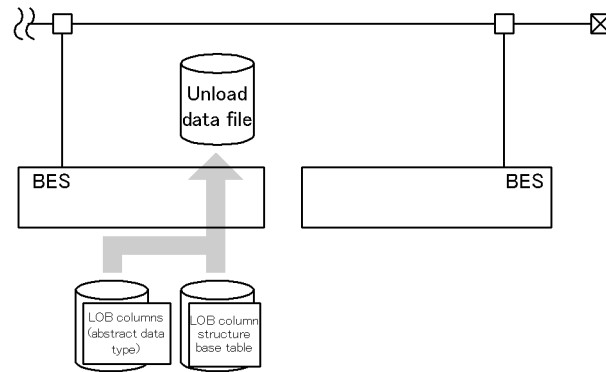 Unload
data file
BES
BES
LOB columns
(abstract data
type)
LOB column
structure
base table